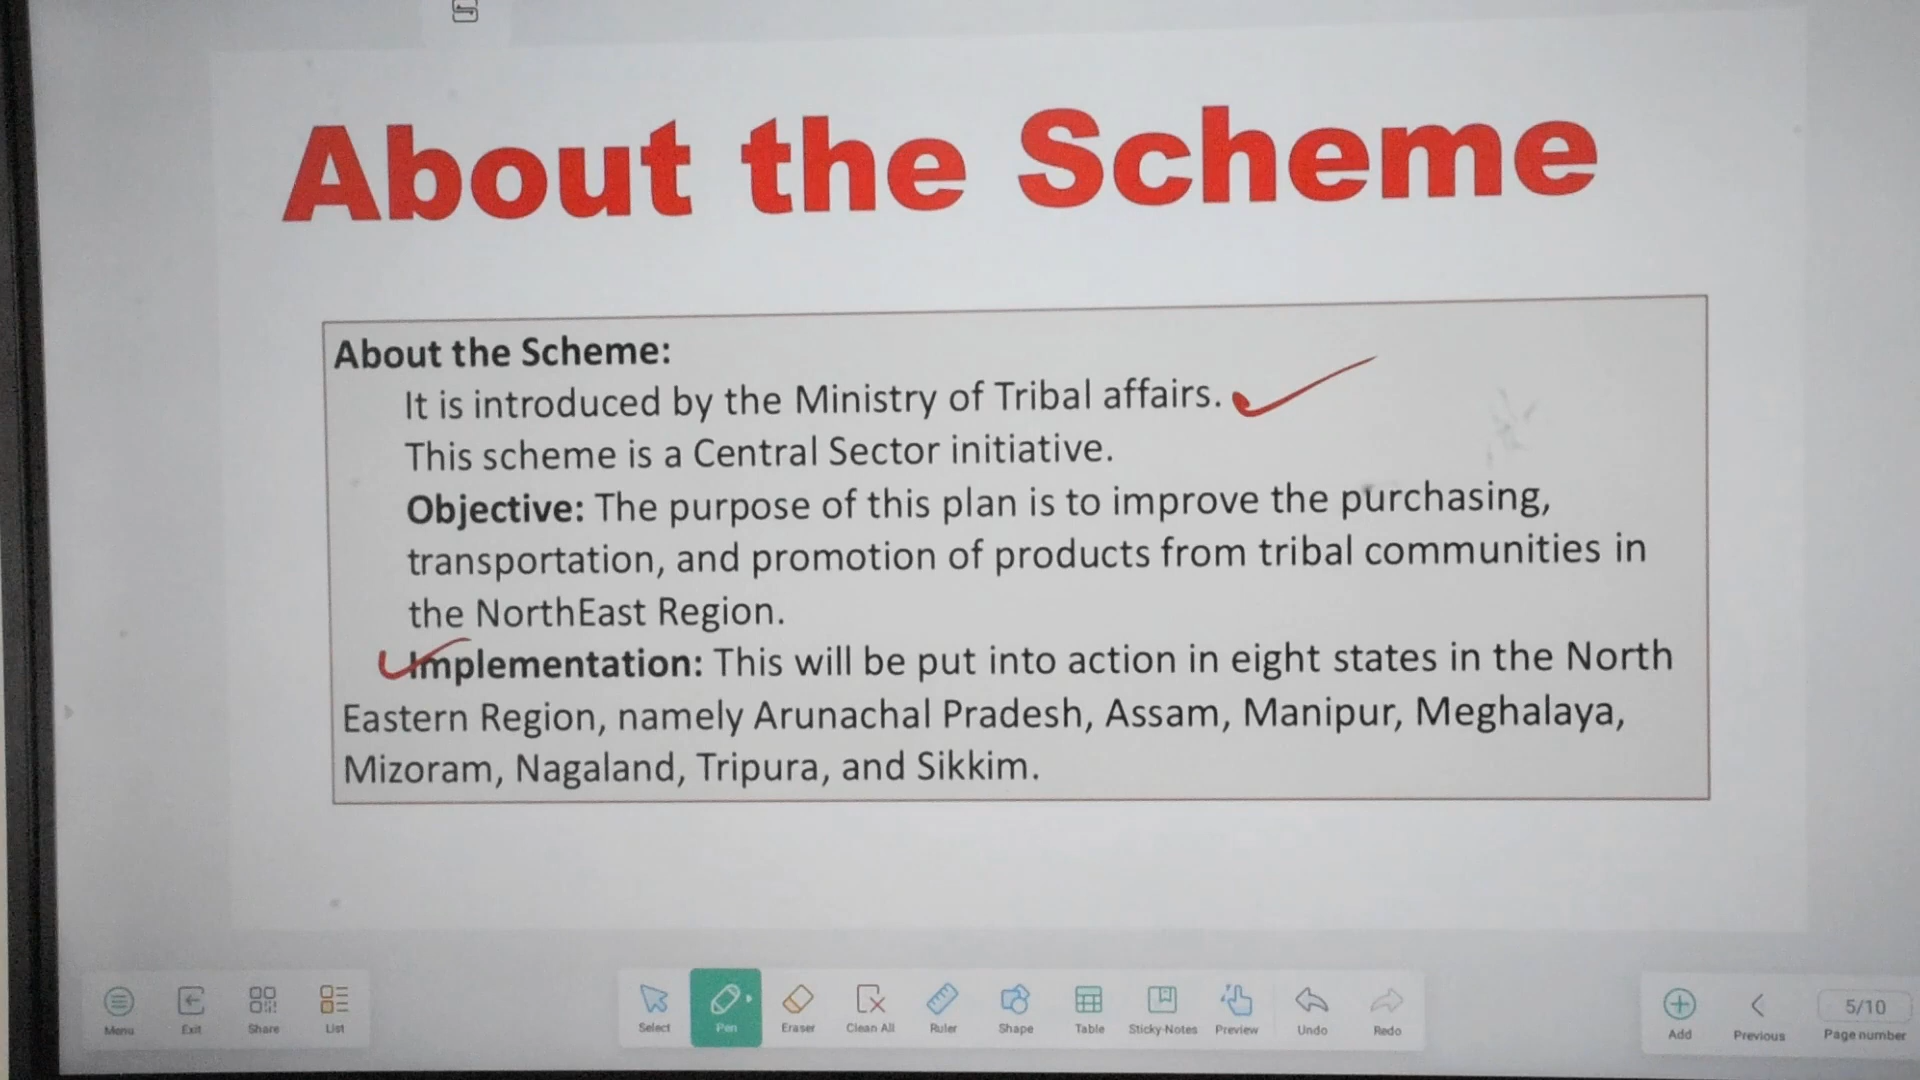 About the Scheme
About the Scheme:
It is introduced by the Ministry of Tribal affairs.
This scheme is a Central Sector initiative.
Objective: The purpose of this plan is to improve the purchasing,
transportation, and promotion of products from tribal communities in
the NorthEast Region.
Implementation: This will be put into action in eight states in the North
Eastern Region, namely Arunachal Pradesh, Assam, Manipur, Meghalaya,
Mizoram, Nagaland, Tripura, and Sikkim.
Menu Exit Share List Select Pen Eraser Clean All Ruler Shape Table Sticky-Notes Preview Undo Redo Add Previous 5/10 Page number